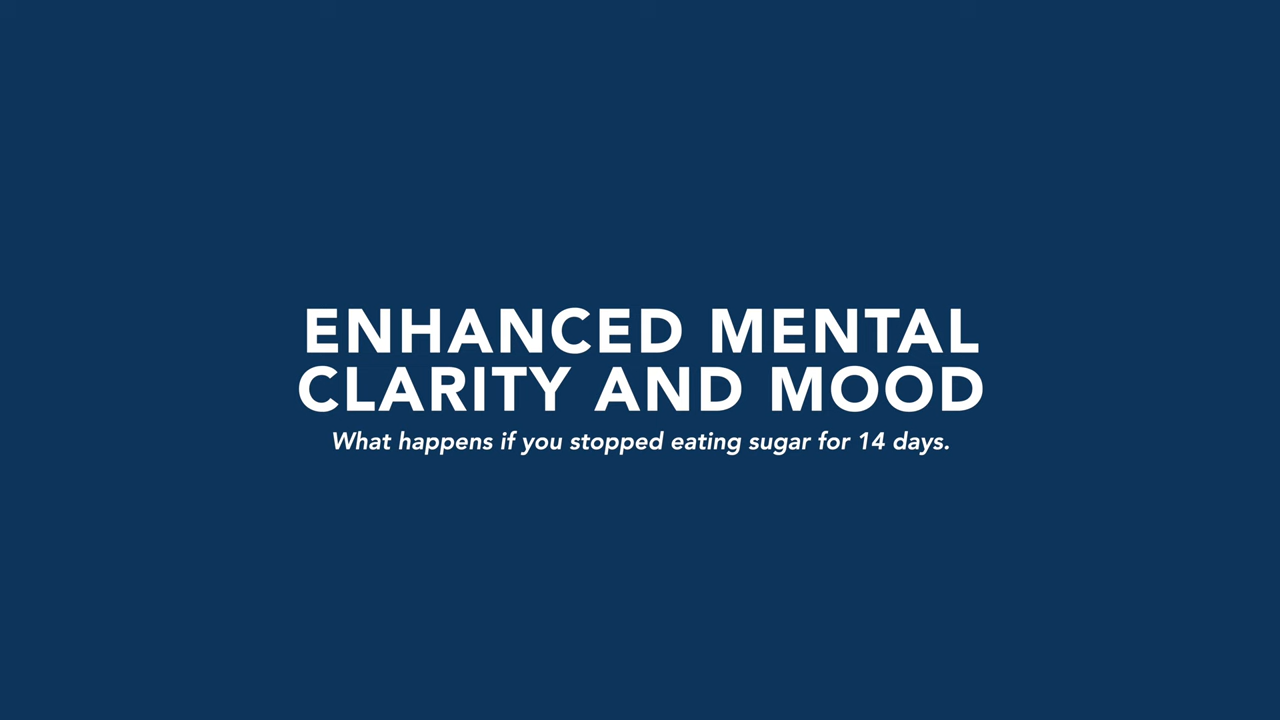 ENHANCED MENTAL
CLARITY AND MOOD
What happens if you stopped eating sugar for 14 days.